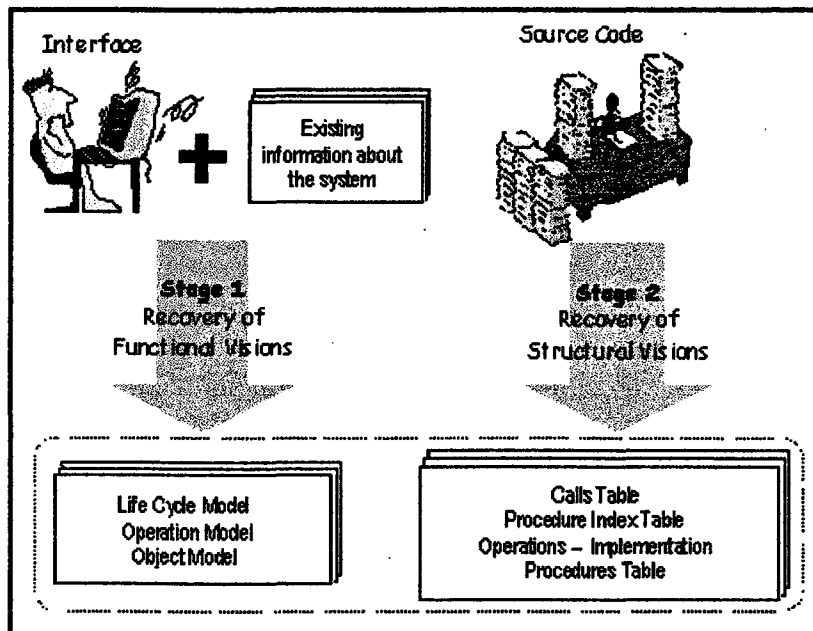 Interface
Existing
information about
the system
Source Code
Stage 1
Recovery of
Functional Visions
Stage 2
Recovery of
Structural Visions
Life Cycle Model
Operation Model
Object Model
Calls Table
Procedure Index Table
Operations – Implementation
Procedures Table